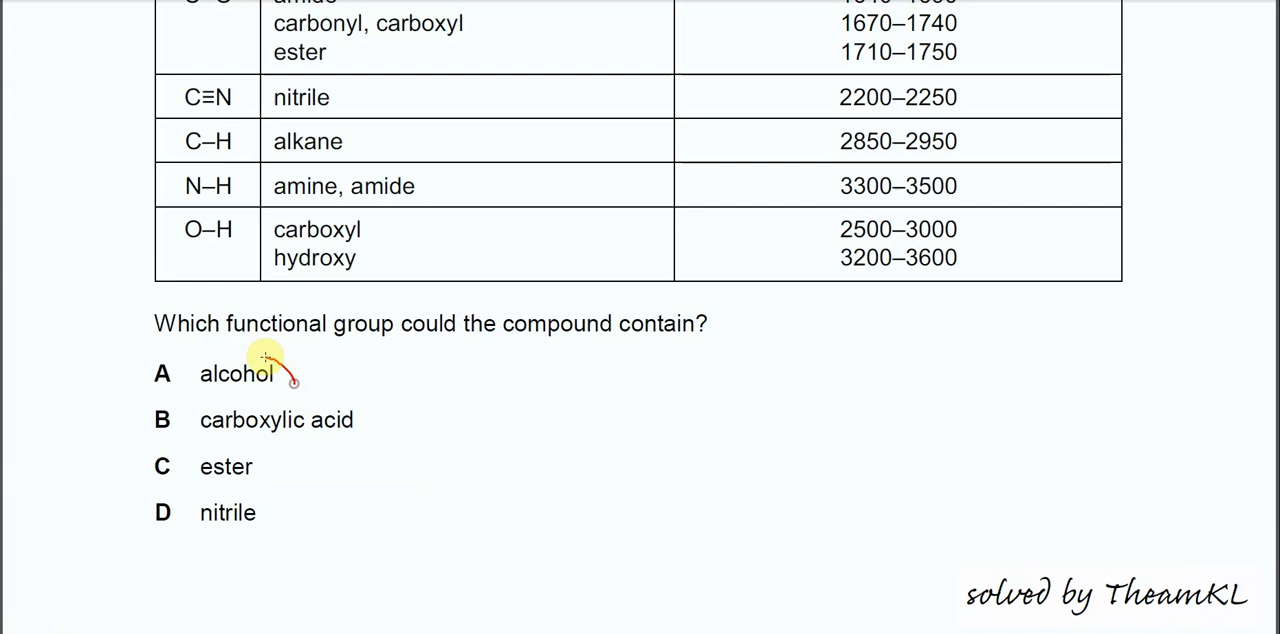 carbonyl, carboxyl 1670–1740
ester 1710–1750
C≡N nitrile 2200–2250
C–H alkane 2850–2950
N–H amine, amide 3300–3500
O–H carboxyl 2500–3000
hydroxy 3200–3600
Which functional group could the compound contain?
A alcohol
B carboxylic acid
C ester
D nitrile
solved by TheamKL